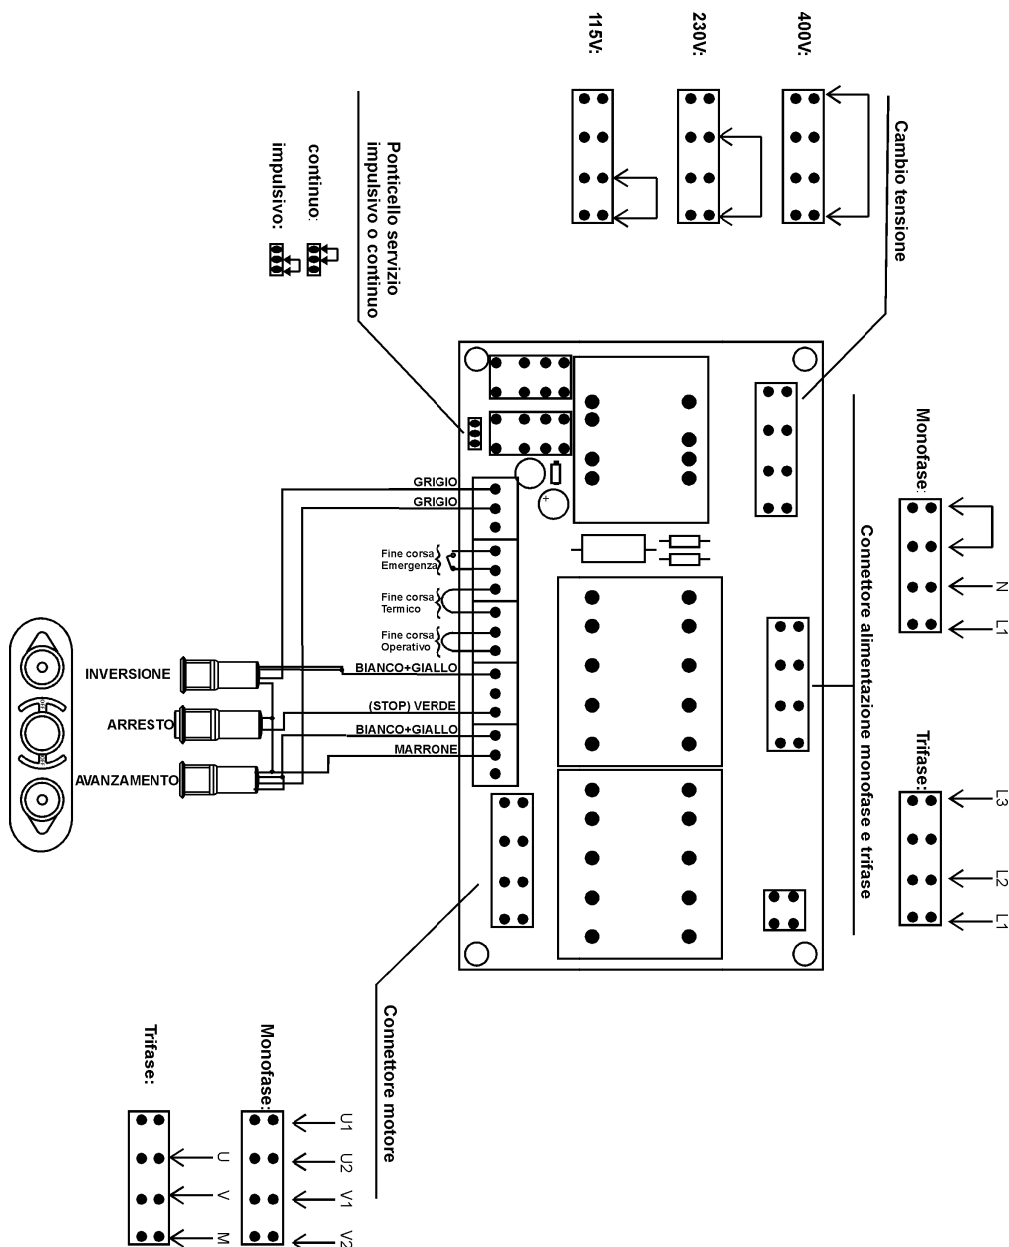 115V:
230V:
400V:
Cambio tensione
Ponticello servizio
impulsivo o continuo
continuo:
impulsivo:
Monofase:
N
L1
Connettore alimentazione monofase e trifase
Trifase:
L3
L2
L1
GRIGIO
GRIGIO
Fine corsa
Emergenza
Fine corsa
Termico
Fine corsa
Operativo
BIANCO+GIALLO
(STOP) VERDE
BIANCO+GIALLO
MARRONE
INVERSIONE
ARRESTO
AVANZAMENTO
+
Connettore motore
Monofase:
U1
U2
V1
V2
Trifase:
U
V
M